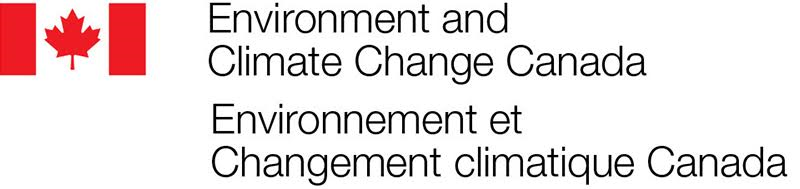 Environment and
Climate Change Canada
Environnement et
Changement climatique Canada